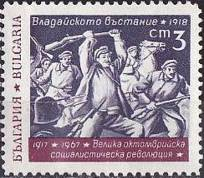 Владайското въстание ★ 1918
ст 3
1917 ★ 1967 ★ Велика октомврийска
социалистическа революция ★
БЪЛГАРИЯ ★ BULGARIA